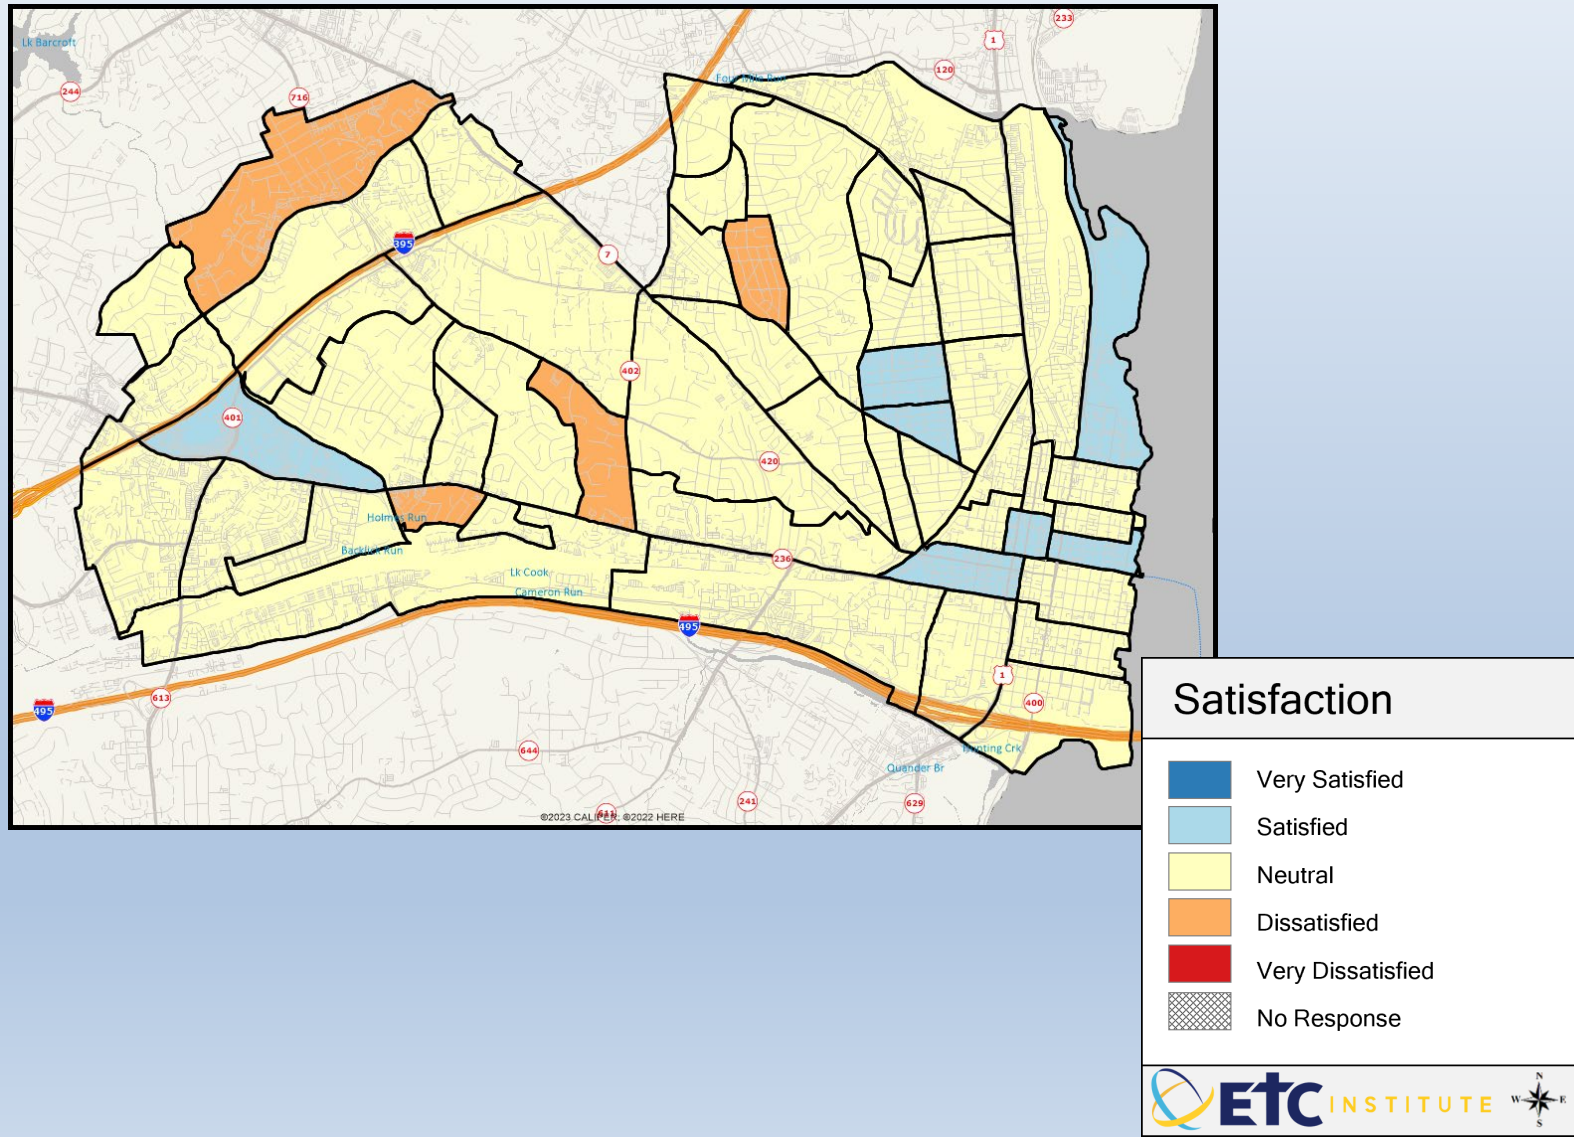 233
1
Lk Barcroft
120
Four Mile Run
244
716
395
7
402
401
420
Holmes Run
Backlick Run
236
Lk Cook
Cameron Run
495
1
613
400
495
644
Hunting Crk
Quander Br
241
629
611
©2023 CALIPER; ©2022 HERE
Satisfaction
Very Satisfied
Satisfied
Neutral
Dissatisfied
Very Dissatisfied
No Response
ETC INSTITUTE
N
W E
S